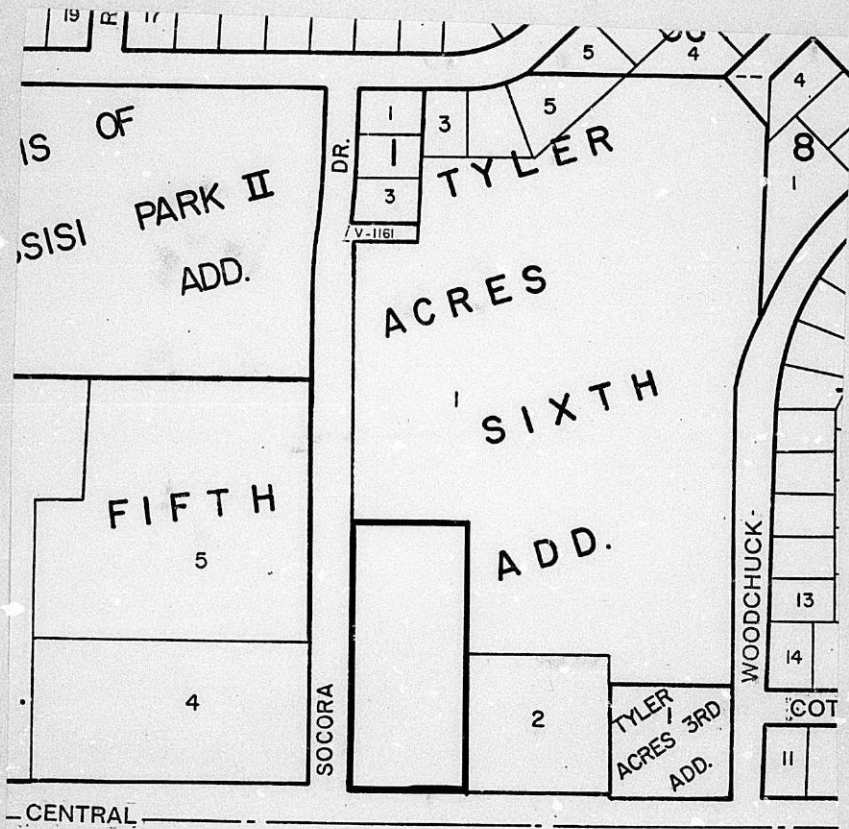 19
R
17
5
4
4
IS OF
SSISI PARK II
ADD.
DR.
1
1
3
3
5
TYLER
8
1
V-1161
ACRES
1
SIXTH
ADD.
FIFTH
5
4
SOCORA
2
TYLER
1
ACRES 3RD
ADD.
WOODCHUCK
13
14
COT
11
CENTRAL